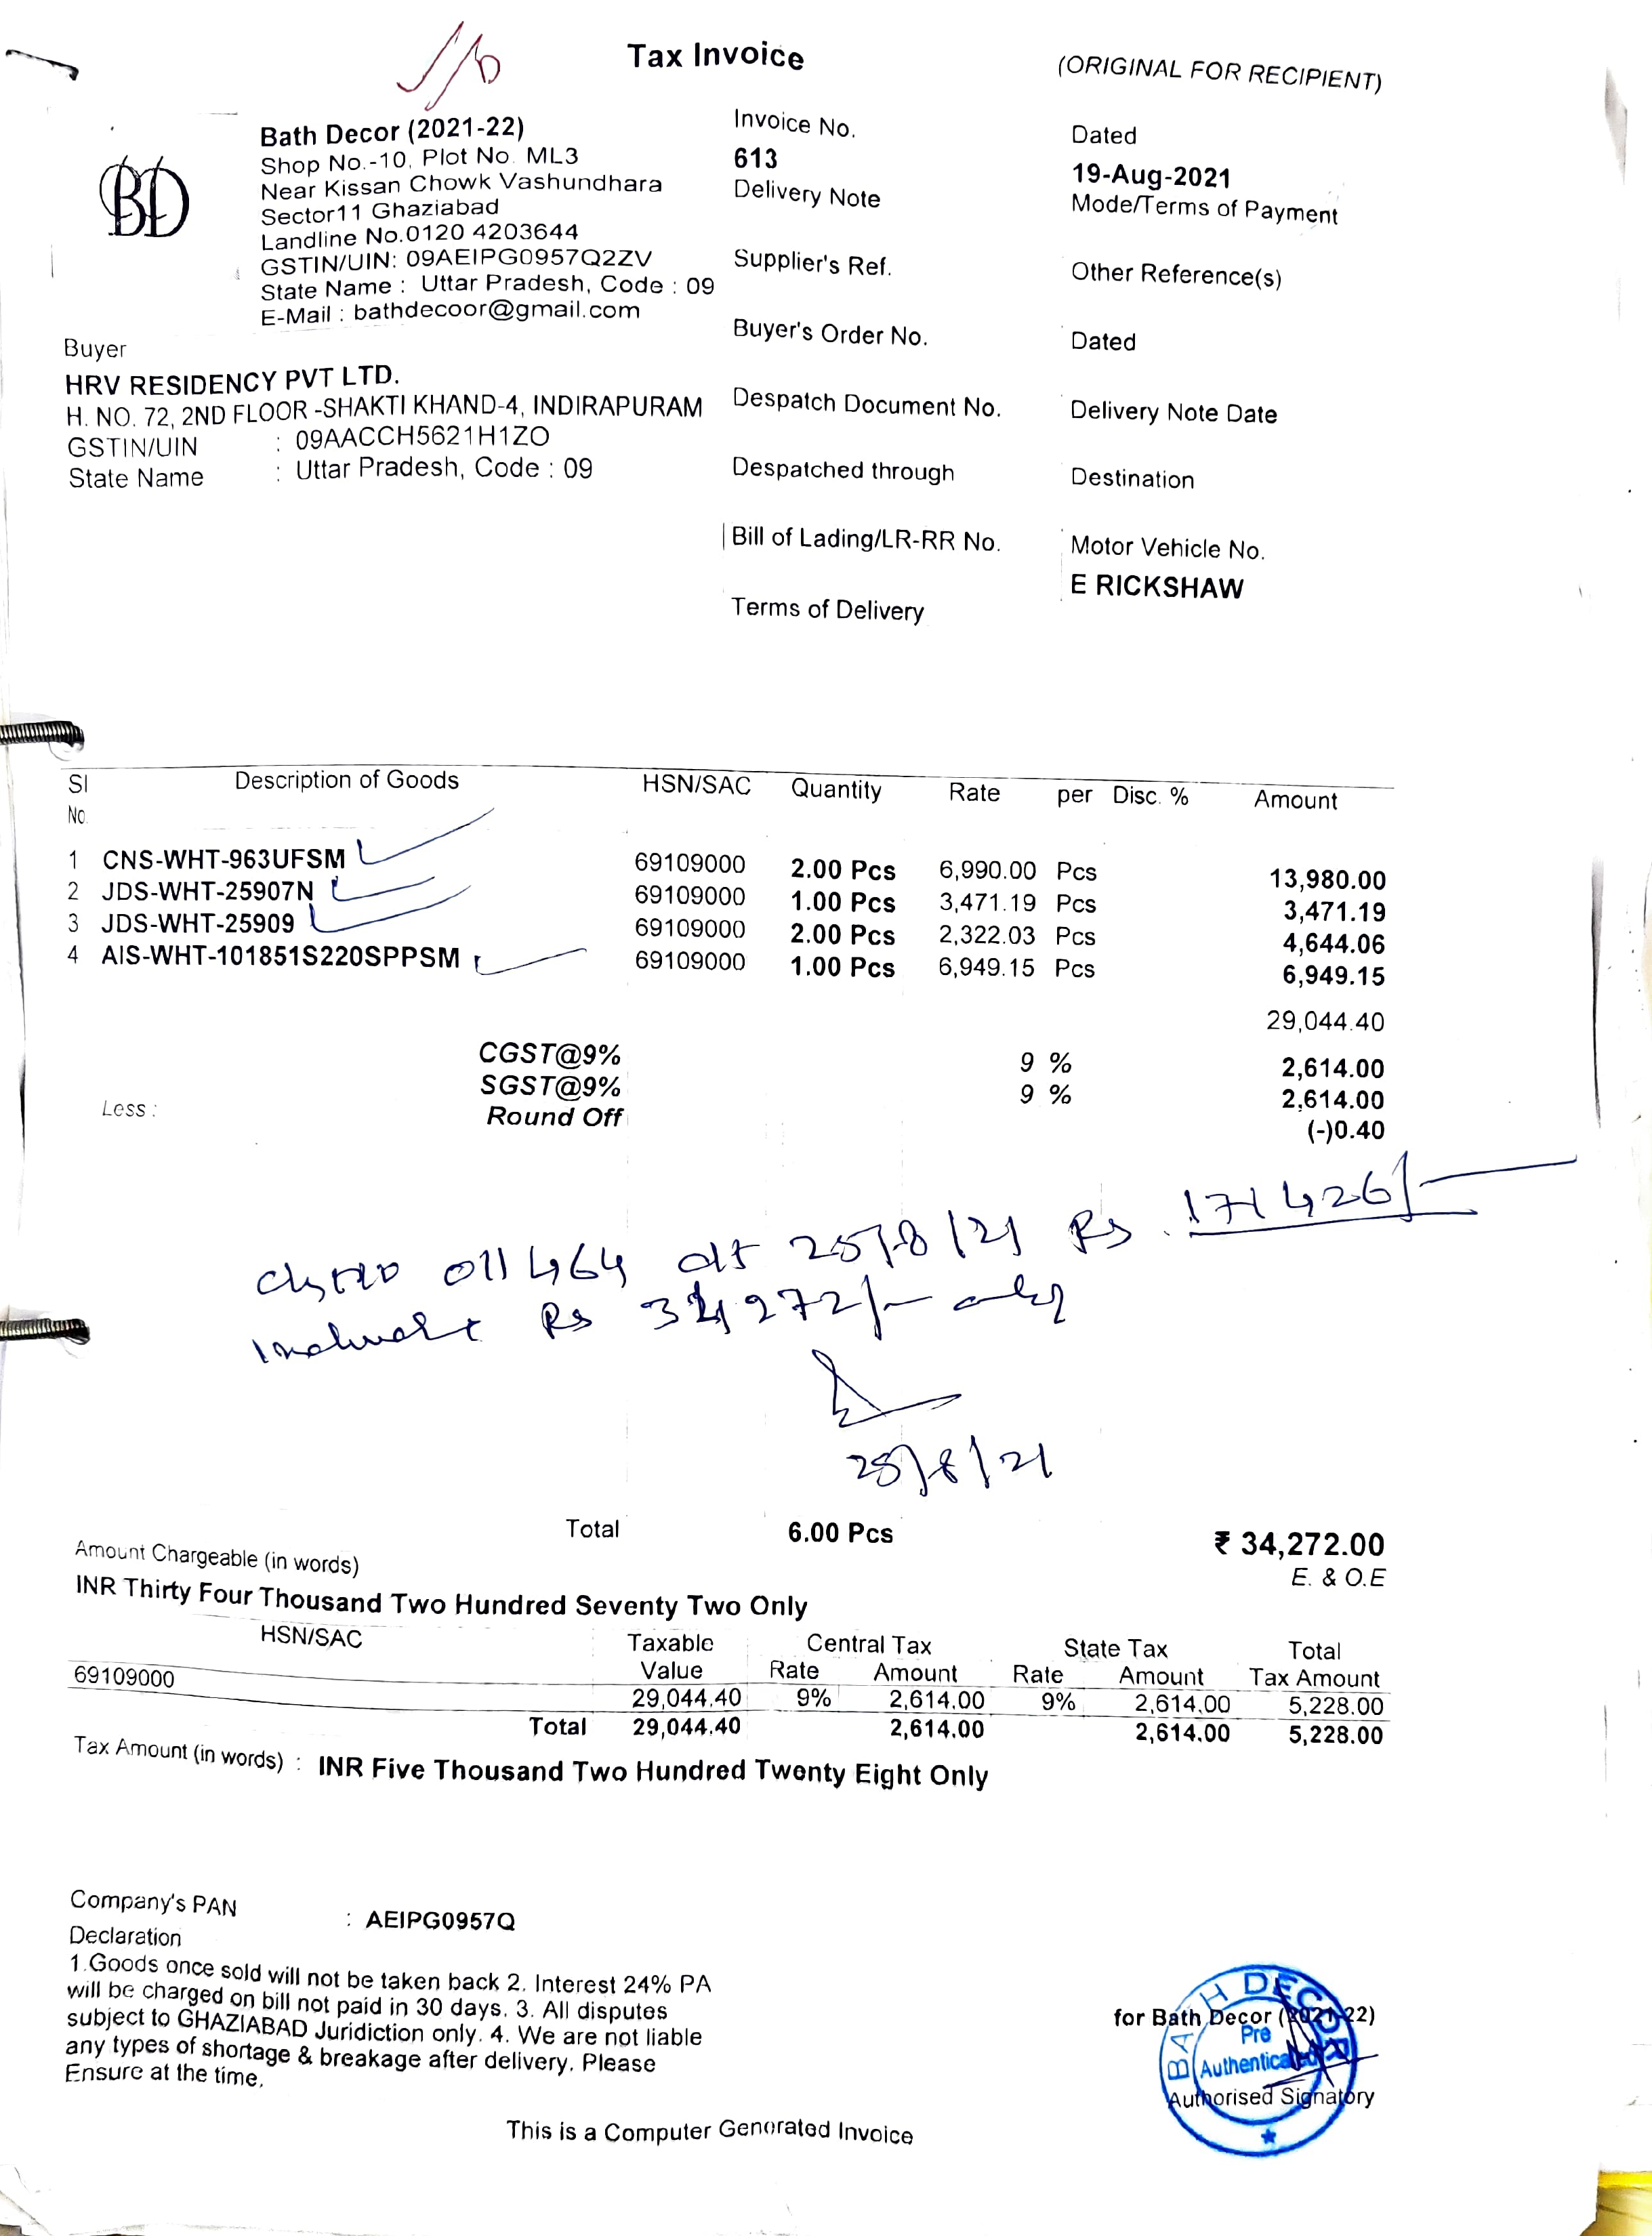 Tax Invoice
(ORIGINAL FOR RECIPIENT)
BD
Bath Decor (2021-22)
Shop No.-10, Plot No. ML3
Near Kissan Chowk Vashundhara
Sector11 Ghaziabad
Landline No.0120 4203644
GSTIN/UIN: 09AEIPG0957Q2ZV
State Name : Uttar Pradesh, Code : 09
E-Mail : bathdecoor@gmail.com
Invoice No.
613
Dated
19-Aug-2021
Delivery Note
Mode/Terms of Payment
Supplier's Ref.
Other Reference(s)
Buyer
HRV RESIDENCY PVT LTD.
H. NO. 72, 2ND FLOOR -SHAKTI KHAND-4, INDIRAPURAM
GSTIN/UIN : 09AACCH5621H1ZO
State Name : Uttar Pradesh, Code : 09
Buyer's Order No.
Dated
Despatch Document No.
Delivery Note Date
Despatched through
Destination
Bill of Lading/LR-RR No.
Motor Vehicle No.
E RICKSHAW
Terms of Delivery
Sl No. Description of Goods HSN/SAC Quantity Rate per Disc. % Amount
1 CNS-WHT-963UFSM 69109000 2.00 Pcs 6,990.00 Pcs 13,980.00
2 JDS-WHT-25907N 69109000 1.00 Pcs 3,471.19 Pcs 3,471.19
3 JDS-WHT-25909 69109000 2.00 Pcs 2,322.03 Pcs 4,644.06
4 AIS-WHT-101851S220SPPSM 69109000 1.00 Pcs 6,949.15 Pcs 6,949.15
29,044.40
CGST@9% 9 % 2,614.00
SGST@9% 9 % 2,614.00
Less : Round Off (-)0.40
011464 dt 25/8/21 Rs. 171426/-
Rs 34,272/- only
25/8/21
Total 6.00 Pcs ₹ 34,272.00
Amount Chargeable (in words) E. & O.E
INR Thirty Four Thousand Two Hundred Seventy Two Only
HSN/SAC Taxable Value Central Tax State Tax Total
Rate Amount Rate Amount Tax Amount
69109000 29,044.40 9% 2,614.00 9% 2,614.00 5,228.00
Total 29,044.40 2,614.00 2,614.00 5,228.00
Tax Amount (in words) : INR Five Thousand Two Hundred Twenty Eight Only
Company's PAN : AEIPG0957Q
Declaration
1.Goods once sold will not be taken back 2. Interest 24% PA
will be charged on bill not paid in 30 days. 3. All disputes
subject to GHAZIABAD Juridiction only. 4. We are not liable
any types of shortage & breakage after delivery. Please
Ensure at the time.
for Bath Decor (2021-22)
BATH DECOR
Pre
Authenticated
Authorised Signatory
This is a Computer Generated Invoice